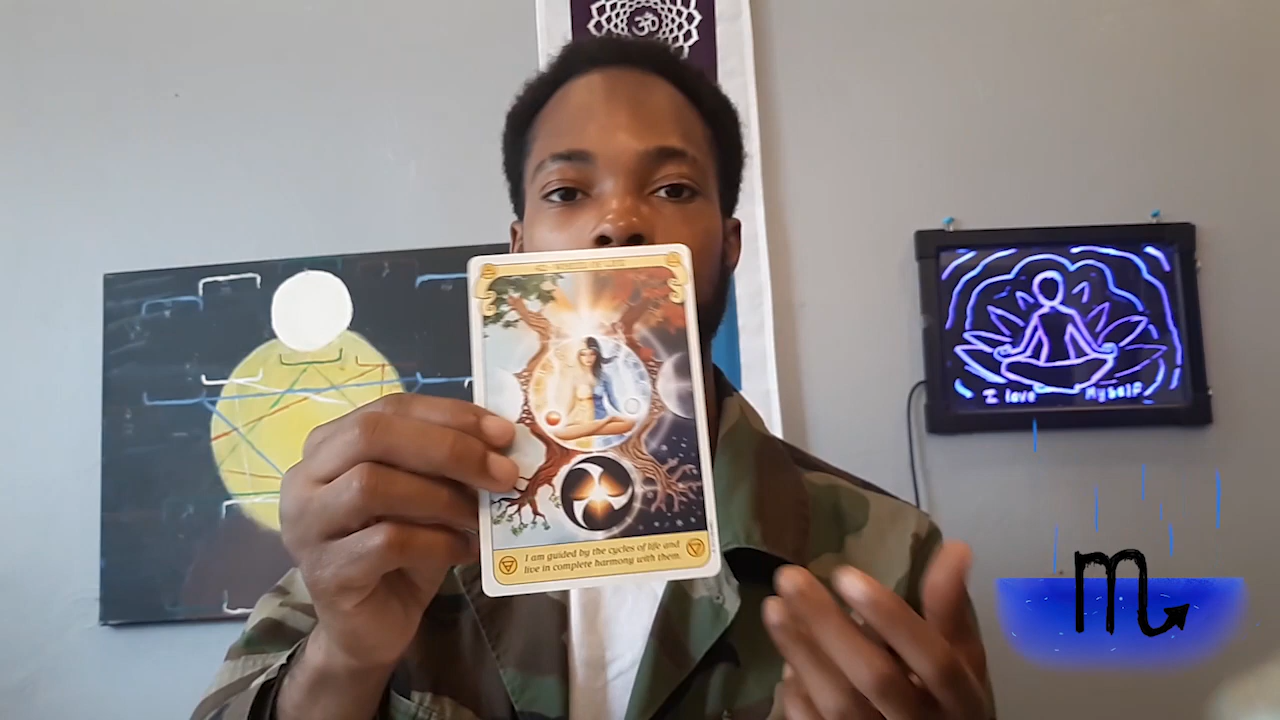 I am guided by the cycles of life and
live in complete harmony with them.
I love Myself